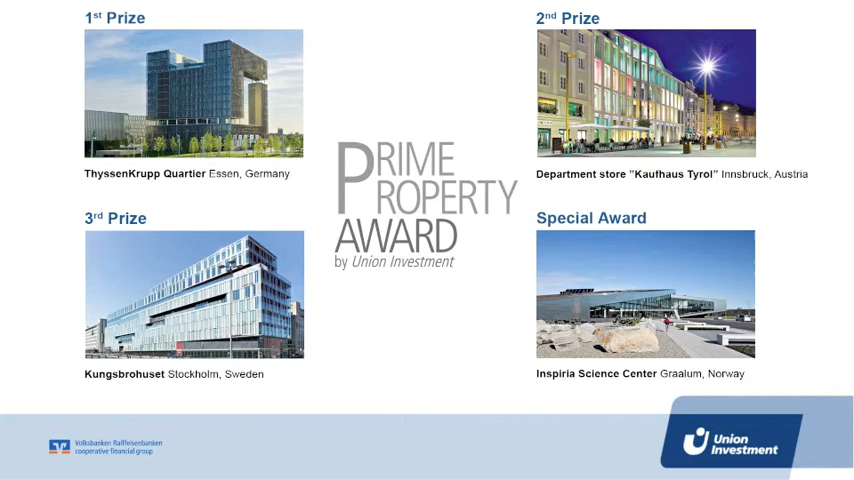 1st Prize
2nd Prize
ThyssenKrupp Quartier Essen, Germany
Department store "Kaufhaus Tyrol" Innsbruck, Austria
PRIME
PROPERTY
AWARD
by Union Investment
3rd Prize
Special Award
Kungsbrohuset Stockholm, Sweden
Inspiria Science Center Graalum, Norway
Volksbanken Raiffeisenbanken
cooperative financial group
Union
Investment